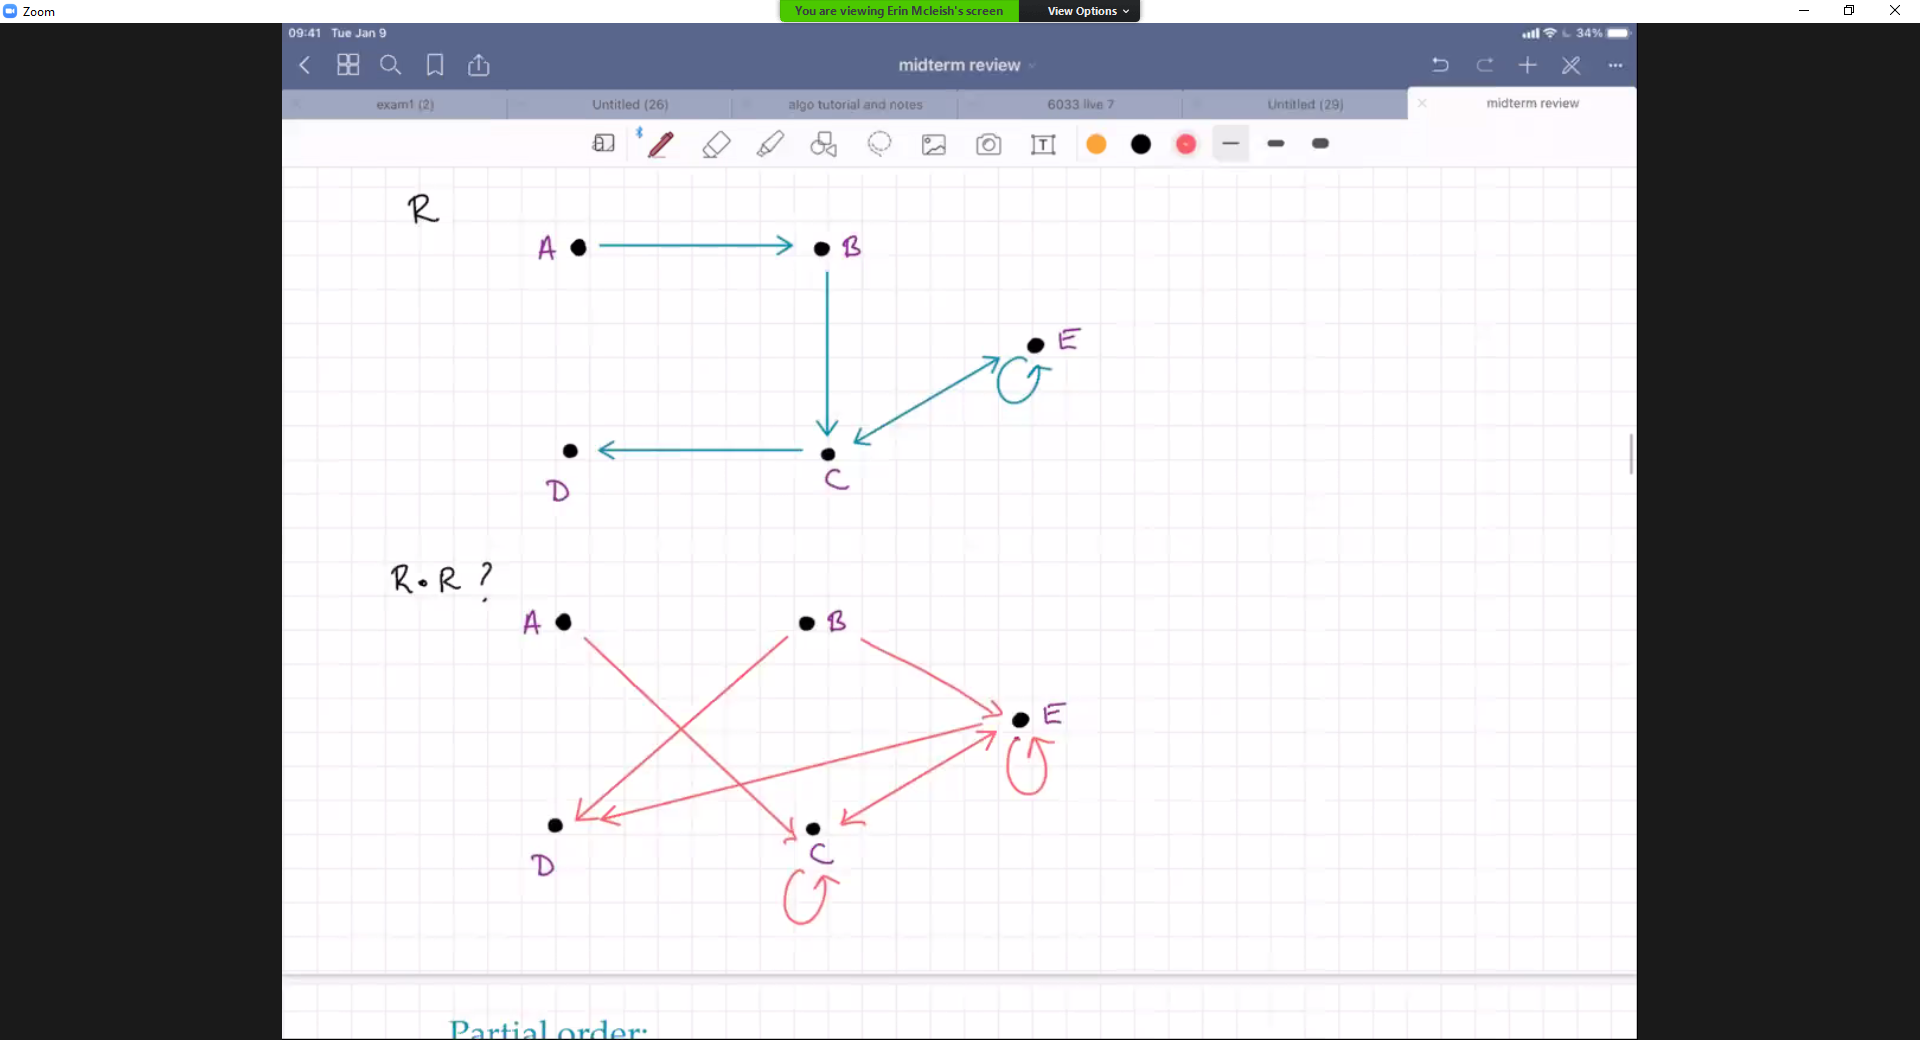 Zoom
You are viewing Erin Mcleish's screen View Options
09:41 Tue Jan 9 34%
midterm review
exam1 (2) Untitled (26) algo tutorial and notes 6033 live 7 Untitled (29) midterm review
T
R
A B
E
D C
R•R ?
A B
E
D C
Partial order: